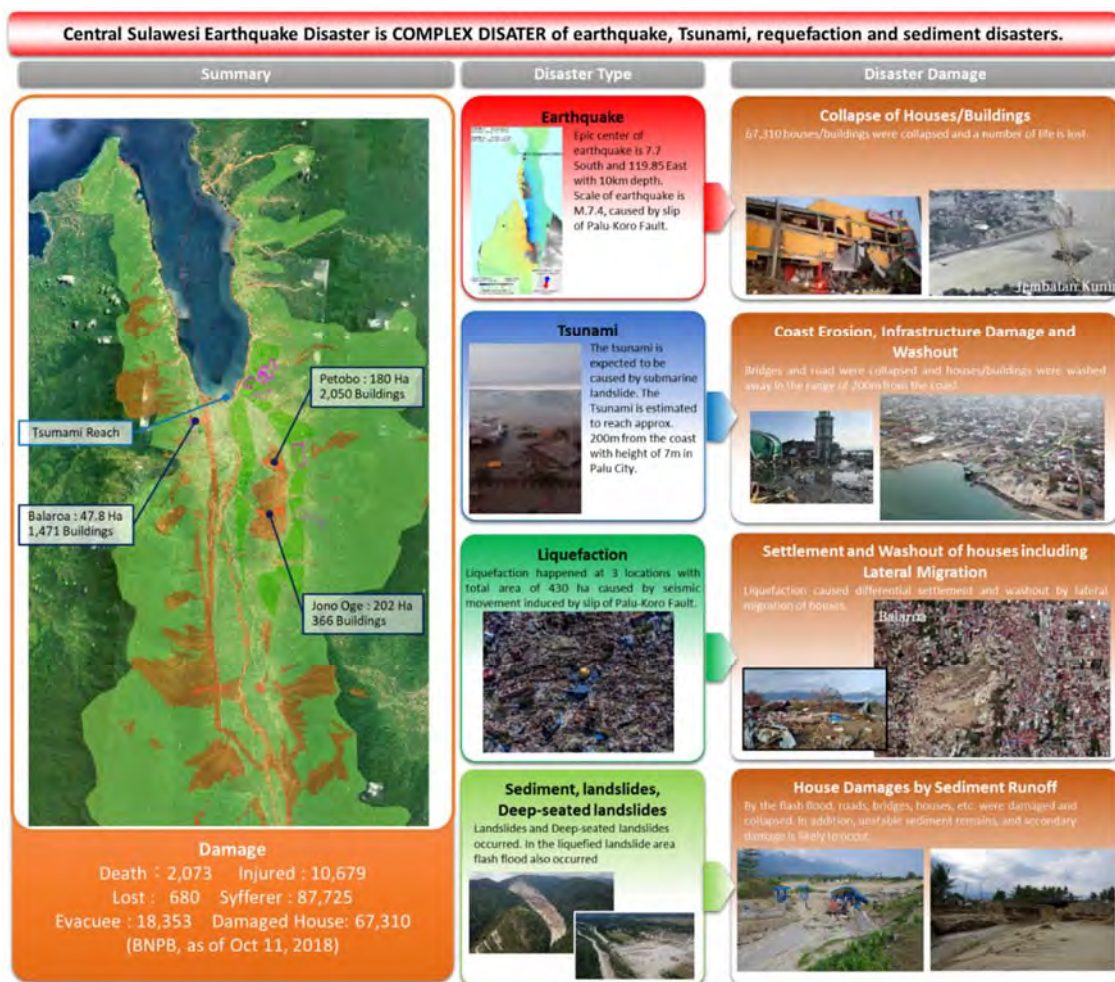 Central Sulawesi Earthquake Disaster is COMPLEX DISATER of earthquake, Tsunami, requefaction and sediment disasters.
Summary
Disaster Type
Disaster Damage
Petobo : 180 Ha
2,050 Buildings
Tsumami Reach
Balaroa : 47.8 Ha
1,471 Buildings
Jono Oge : 202 Ha
366 Buildings
Damage
Death : 2,073 Injured : 10,679
Lost : 680 Syfferer : 87,725
Evacuee : 18,353 Damaged House: 67,310
(BNPB, as of Oct 11, 2018)
Earthquake
Epic center of
earthquake is 7.7
South and 119.85 East
with 10km depth.
Scale of earthquake is
M.7.4, caused by slip
of Palu-Koro Fault.
Collapse of Houses/Buildings
67,310 houses/buildings were collapsed and a number of life is lost.
Jembatan Kunin
Tsunami
The tsunami is
expected to be
caused by submarine
landslide. The
Tsunami is estimated
to reach approx.
200m from the coast
with height of 7m in
Palu City.
Coast Erosion, Infrastructure Damage and
Washout
Bridges and road were collapsed and houses/buildings were washed
away in the range of 200m from the coast.
Liquefaction
Liquefaction happened at 3 locations with
total area of 430 ha caused by seismic
movement induced by slip of Palu-Koro Fault.
Settlement and Washout of houses including
Lateral Migration
Liquefaction caused differential settlement and washout by lateral
migration of houses.
Balaroa
Sediment, landslides,
Deep-seated landslides
Landslides and Deep-seated landslides
occurred. In the liquefied landslide area
flash flood also occurred
House Damages by Sediment Runoff
By the flash flood, roads, bridges, houses, etc. were damaged and
collapsed. In addition, unstable sediment remains, and secondary
damage is likely to occur.